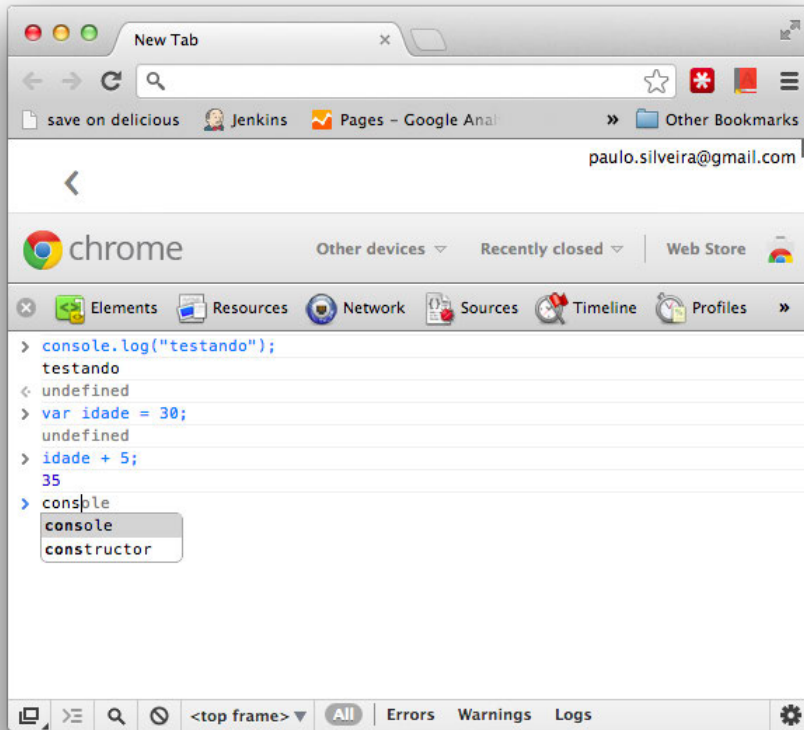 New Tab
save on delicious Jenkins Pages – Google Anal » Other Bookmarks
paulo.silveira@gmail.com
chrome Other devices Recently closed Web Store
Elements Resources Network Sources Timeline Profiles »
> console.log("testando");
testando
undefined
> var idade = 30;
undefined
> idade + 5;
35
> console
console
constructor
<top frame> All Errors Warnings Logs